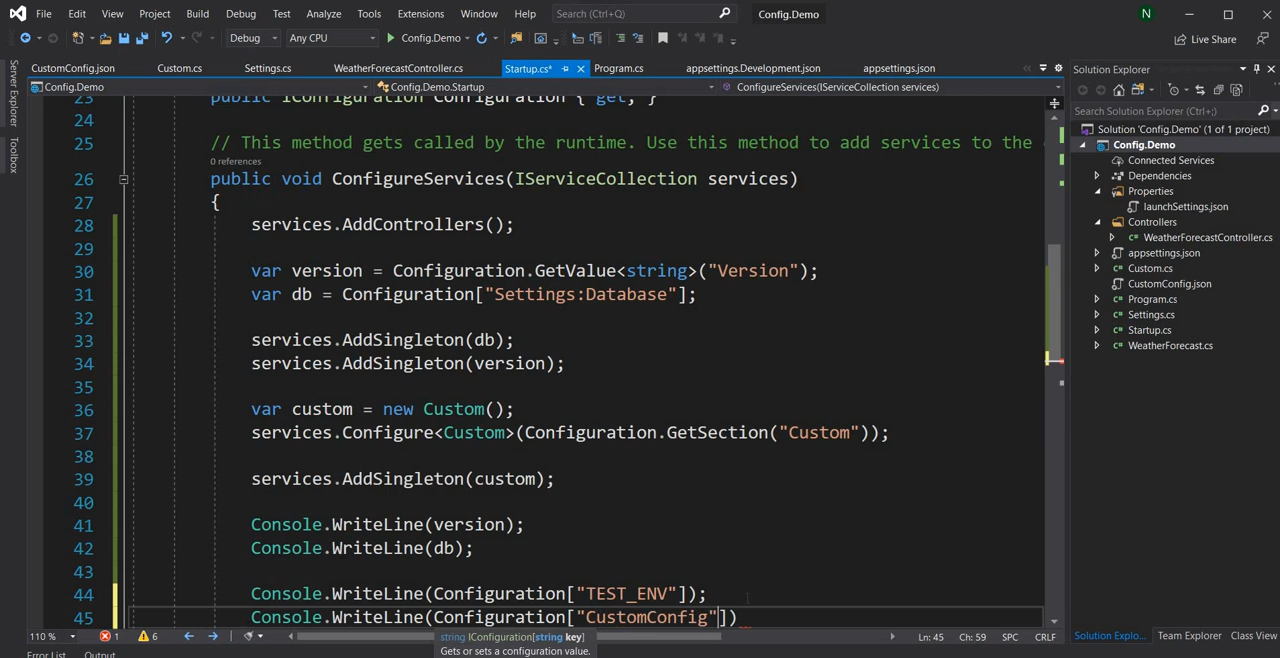 File Edit View Project Build Debug Test Analyze Tools Extensions Window Help Search (Ctrl+Q) Config.Demo N
Debug Any CPU Config.Demo Live Share
CustomConfig.json Custom.cs Settings.cs WeatherForecastController.cs Startup.cs* Program.cs appsettings.Development.json appsettings.json
Config.Demo Config.Demo.Startup ConfigureServices(IServiceCollection services)
Server Explorer
Toolbox
23 public IConfiguration Configuration { get; }
24
25 // This method gets called by the runtime. Use this method to add services to the
0 references
26 public void ConfigureServices(IServiceCollection services)
27 {
28 services.AddControllers();
29
30 var version = Configuration.GetValue<string>("Version");
31 var db = Configuration["Settings:Database"];
32
33 services.AddSingleton(db);
34 services.AddSingleton(version);
35
36 var custom = new Custom();
37 services.Configure<Custom>(Configuration.GetSection("Custom"));
38
39 services.AddSingleton(custom);
40
41 Console.WriteLine(version);
42 Console.WriteLine(db);
43
44 Console.WriteLine(Configuration["TEST_ENV"]);
45 Console.WriteLine(Configuration["CustomConfig"])
string IConfiguration[string key]
Gets or sets a configuration value.
110 % 1 6 Ln: 45 Ch: 59 SPC CRLF
Error List Output
Solution Explorer
Search Solution Explorer (Ctrl+;)
Solution 'Config.Demo' (1 of 1 project)
Config.Demo
Connected Services
Dependencies
Properties
launchSettings.json
Controllers
WeatherForecastController.cs
appsettings.json
Custom.cs
CustomConfig.json
Program.cs
Settings.cs
Startup.cs
WeatherForecast.cs
Solution Explo... Team Explorer Class View